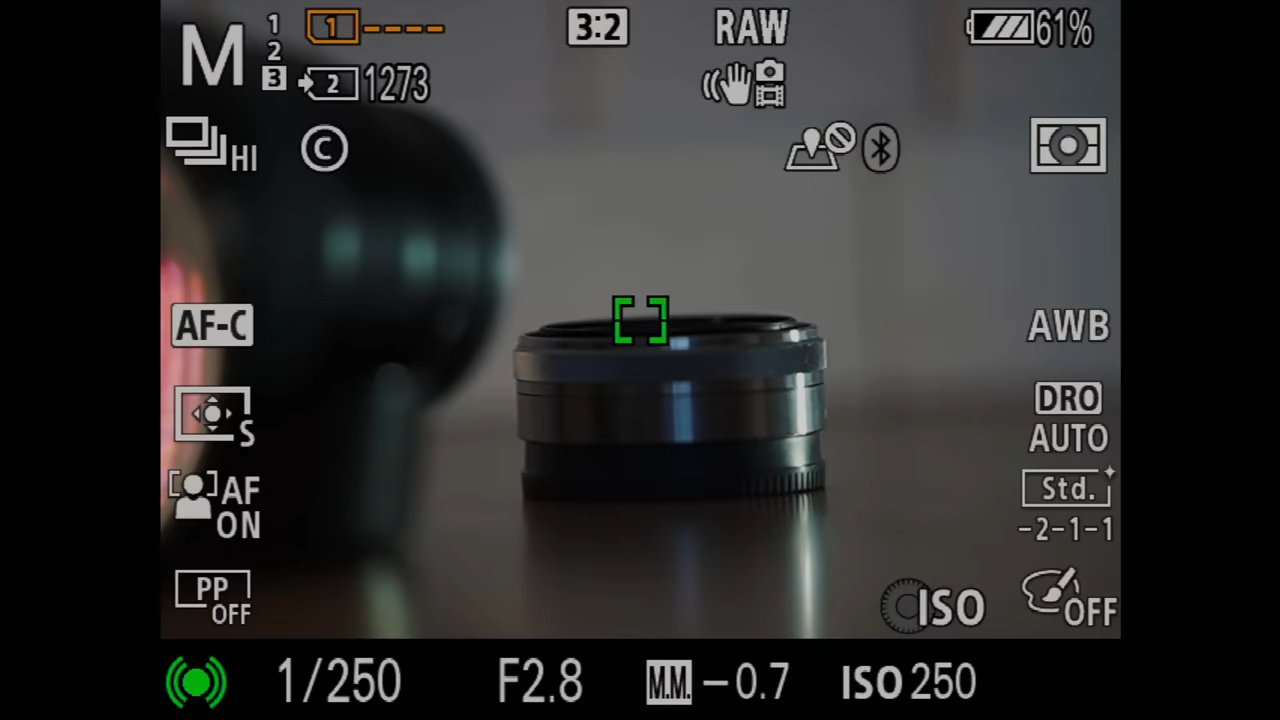 M 1 2 3 1 ---- 3:2 RAW 61%
2 1273
HI C
AF-C AWB
S DRO AUTO
AF ON Std.
-2-1-1
PP OFF ISO OFF
1/250 F2.8 M.M. -0.7 ISO 250